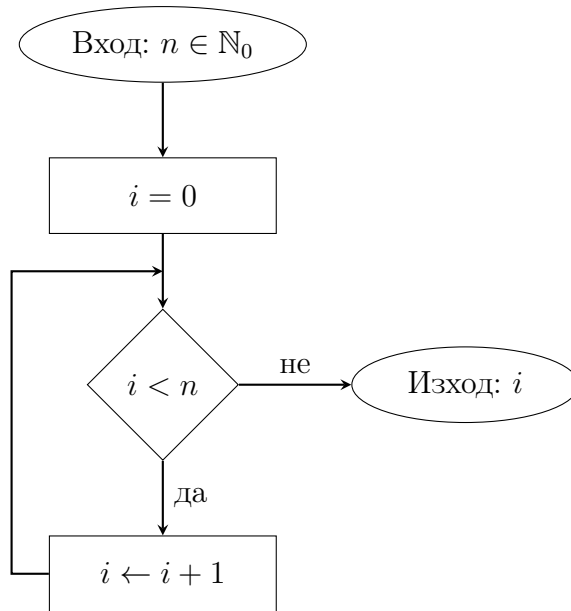 Вход: n ∈ ℕ₀
i = 0
i < n
не
Изход: i
да
i ← i + 1